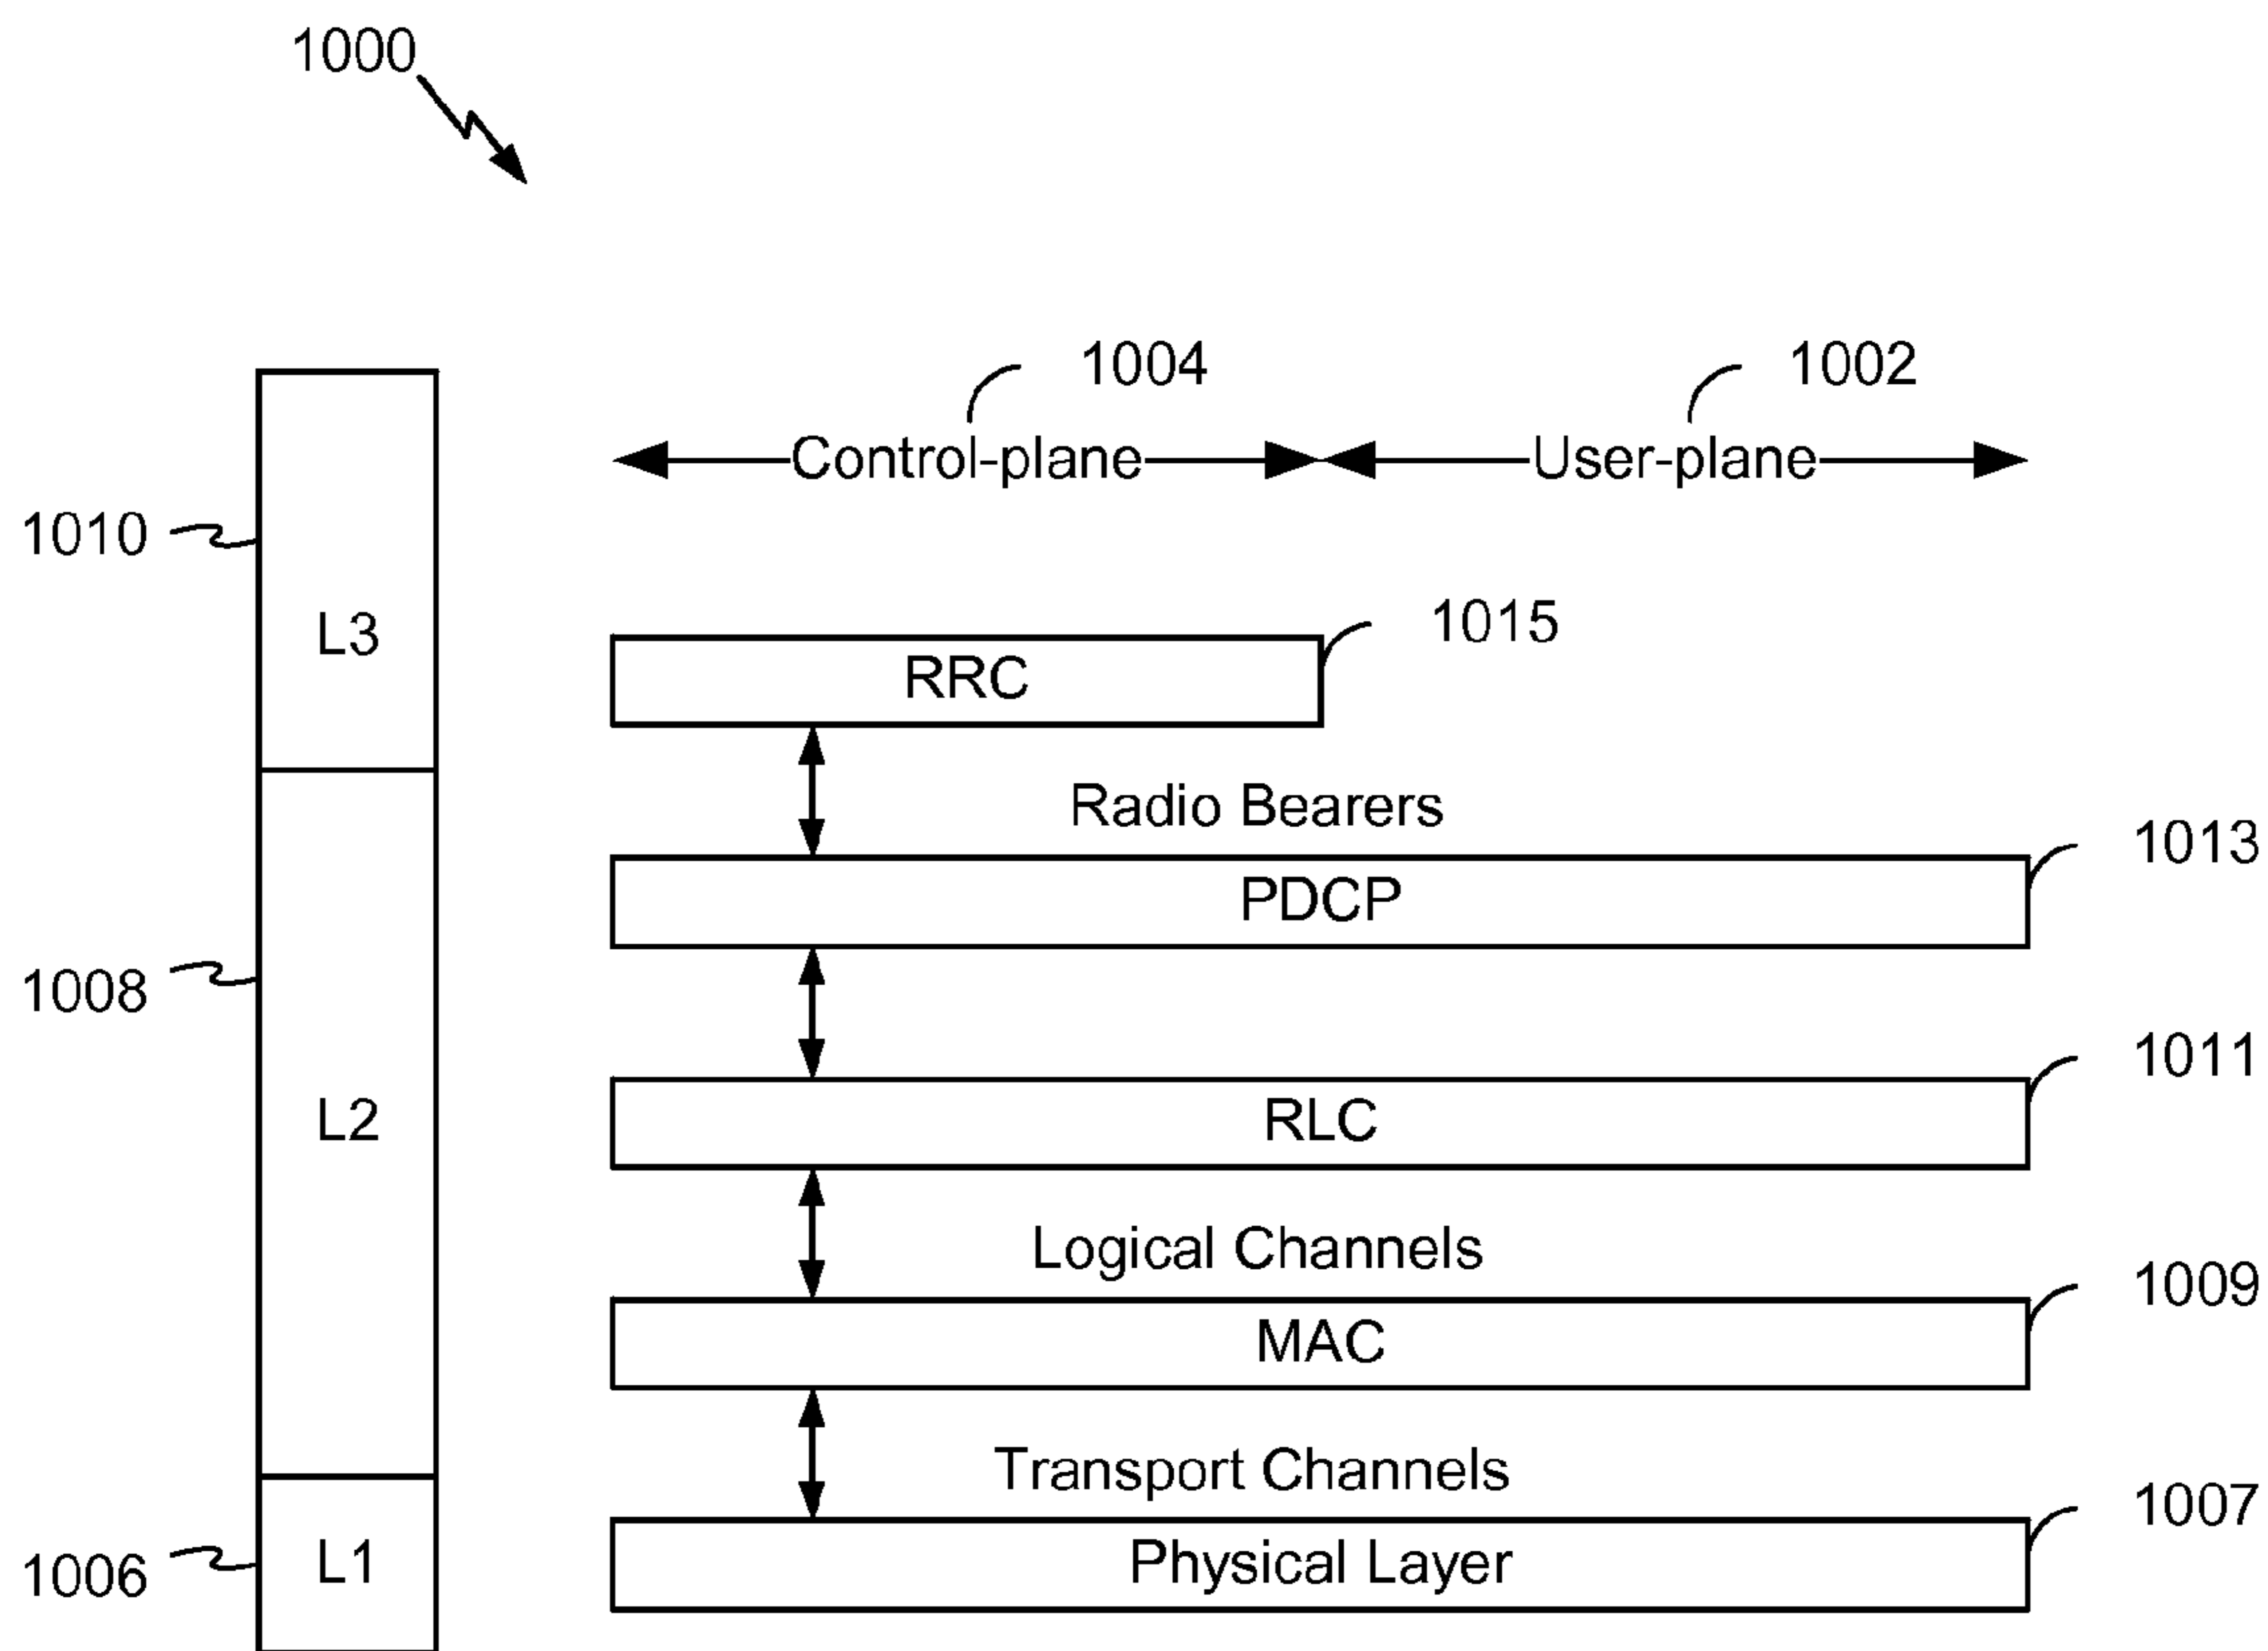 1000
1004
1002
Control-plane
User-plane
1010
L3
1015
RRC
Radio Bearers
1013
PDCP
1008
1011
L2
RLC
Logical Channels
1009
MAC
Transport Channels
1007
1006
L1
Physical Layer